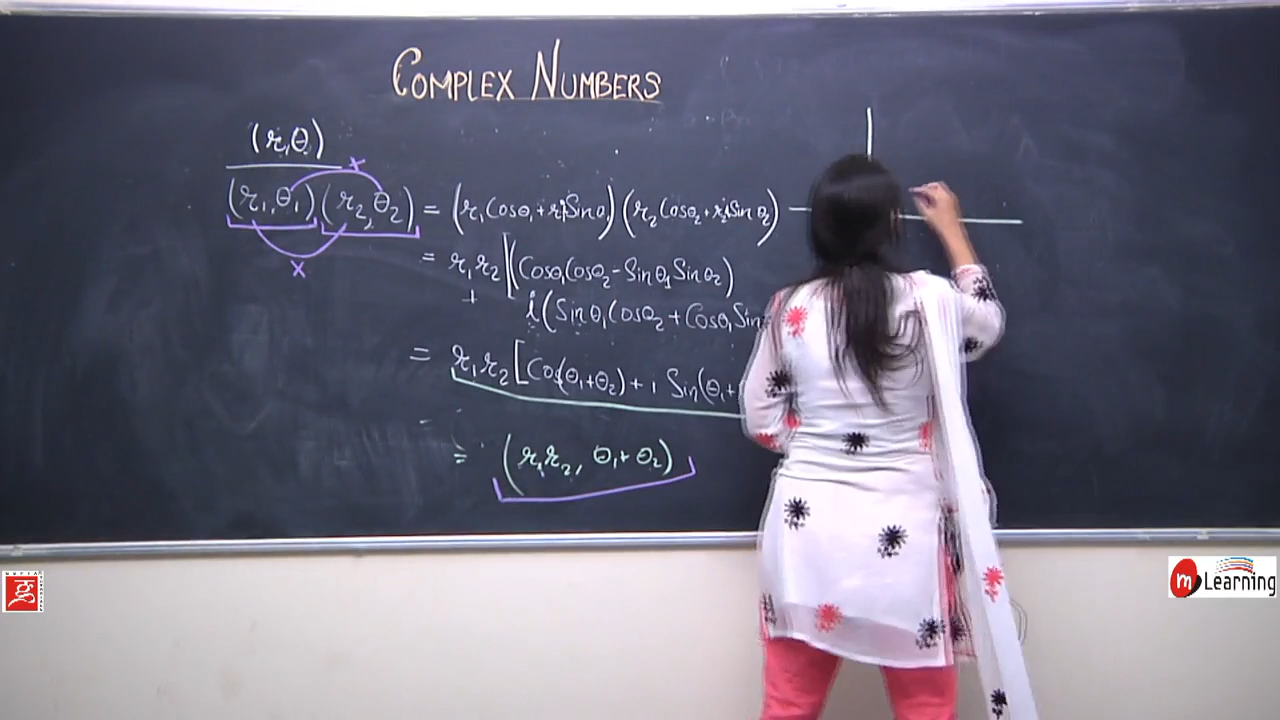 COMPLEX NUMBERS
(r,θ)
(r₁,θ₁)(r₂,θ₂) = (r₁Cosθ₁+r₁iSinθ₁)(r₂Cosθ₂+r₂iSinθ₂)
x
x
= r₁r₂[(Cosθ₁Cosθ₂-Sinθ₁Sinθ₂)
+ i(Sinθ₁Cosθ₂+Cosθ₁Sin
= r₁r₂[Cos(θ₁+θ₂)+i Sin(θ₁+
= (r₁r₂, θ₁+θ₂)
m Learning